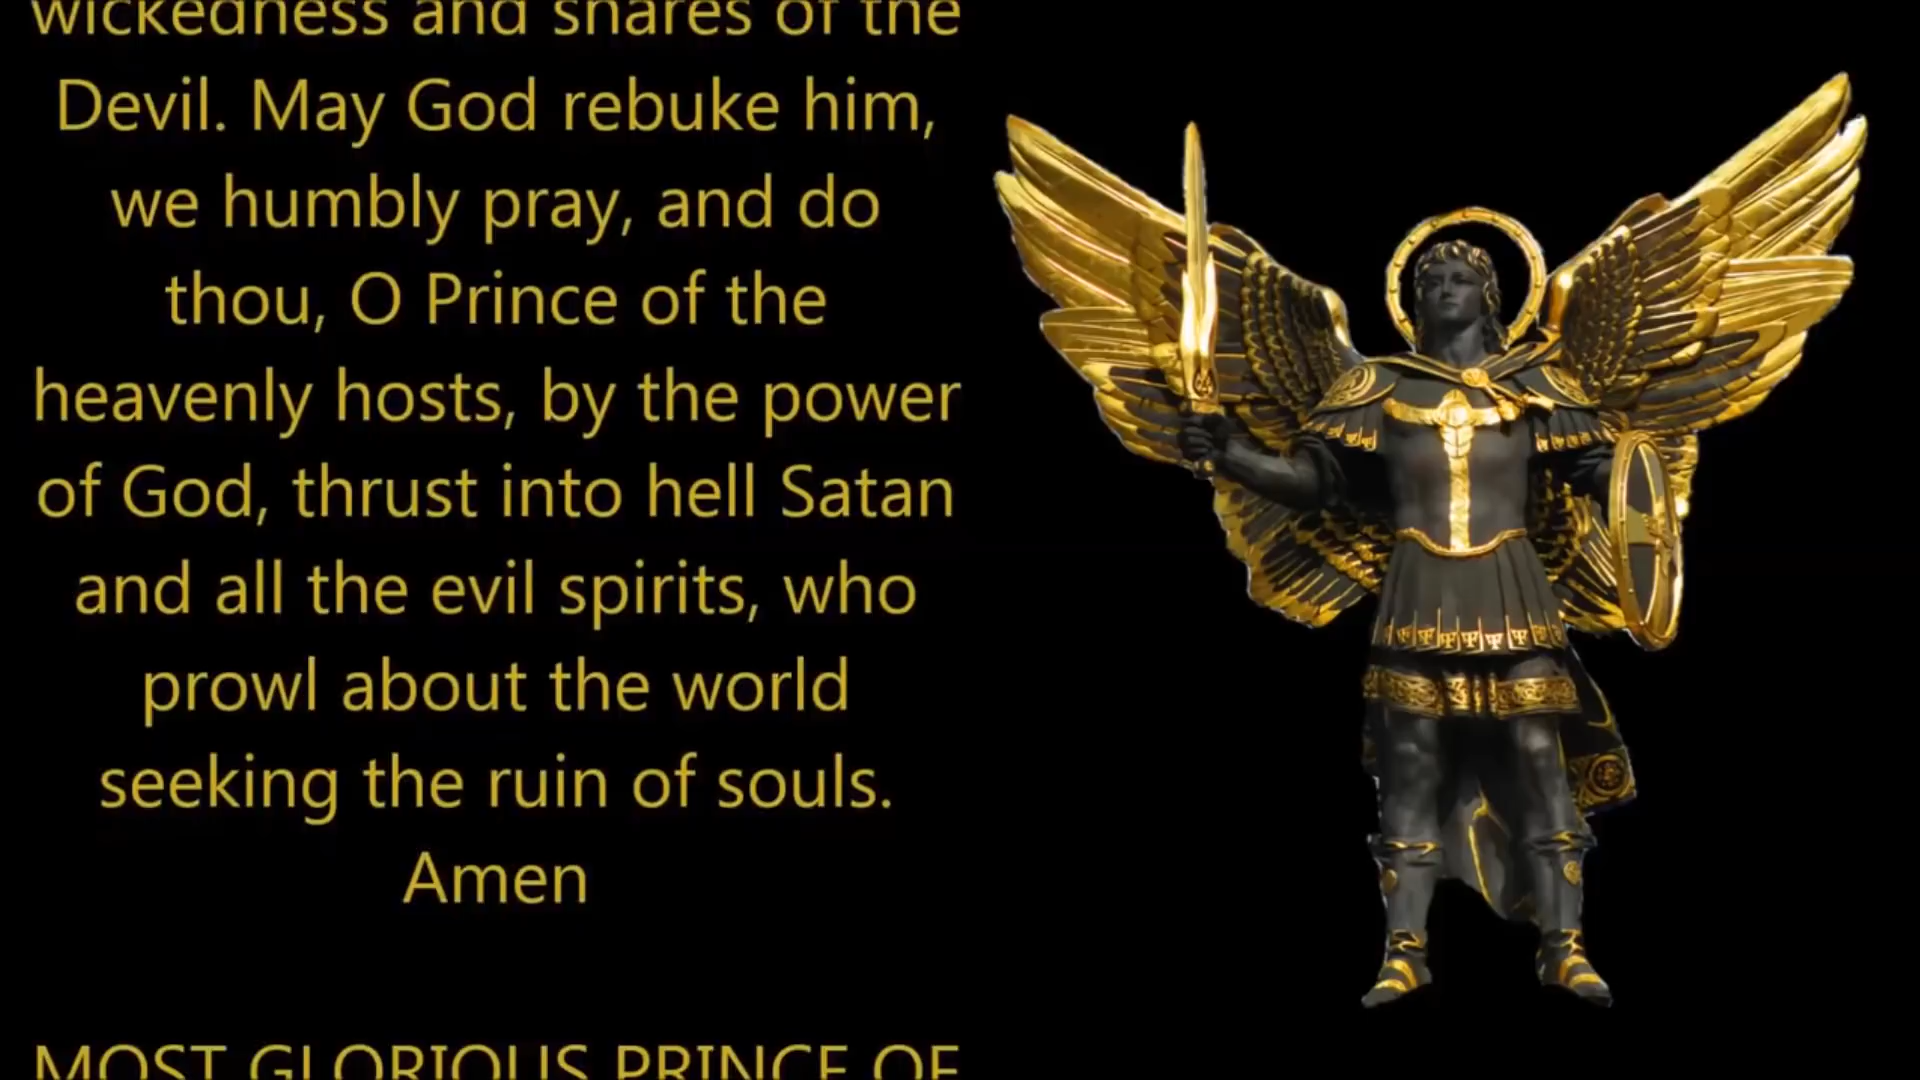 wickedness and snares of the
Devil. May God rebuke him,
we humbly pray, and do
thou, O Prince of the
heavenly hosts, by the power
of God, thrust into hell Satan
and all the evil spirits, who
prowl about the world
seeking the ruin of souls.
Amen
MOST GLORIOUS PRINCE OF